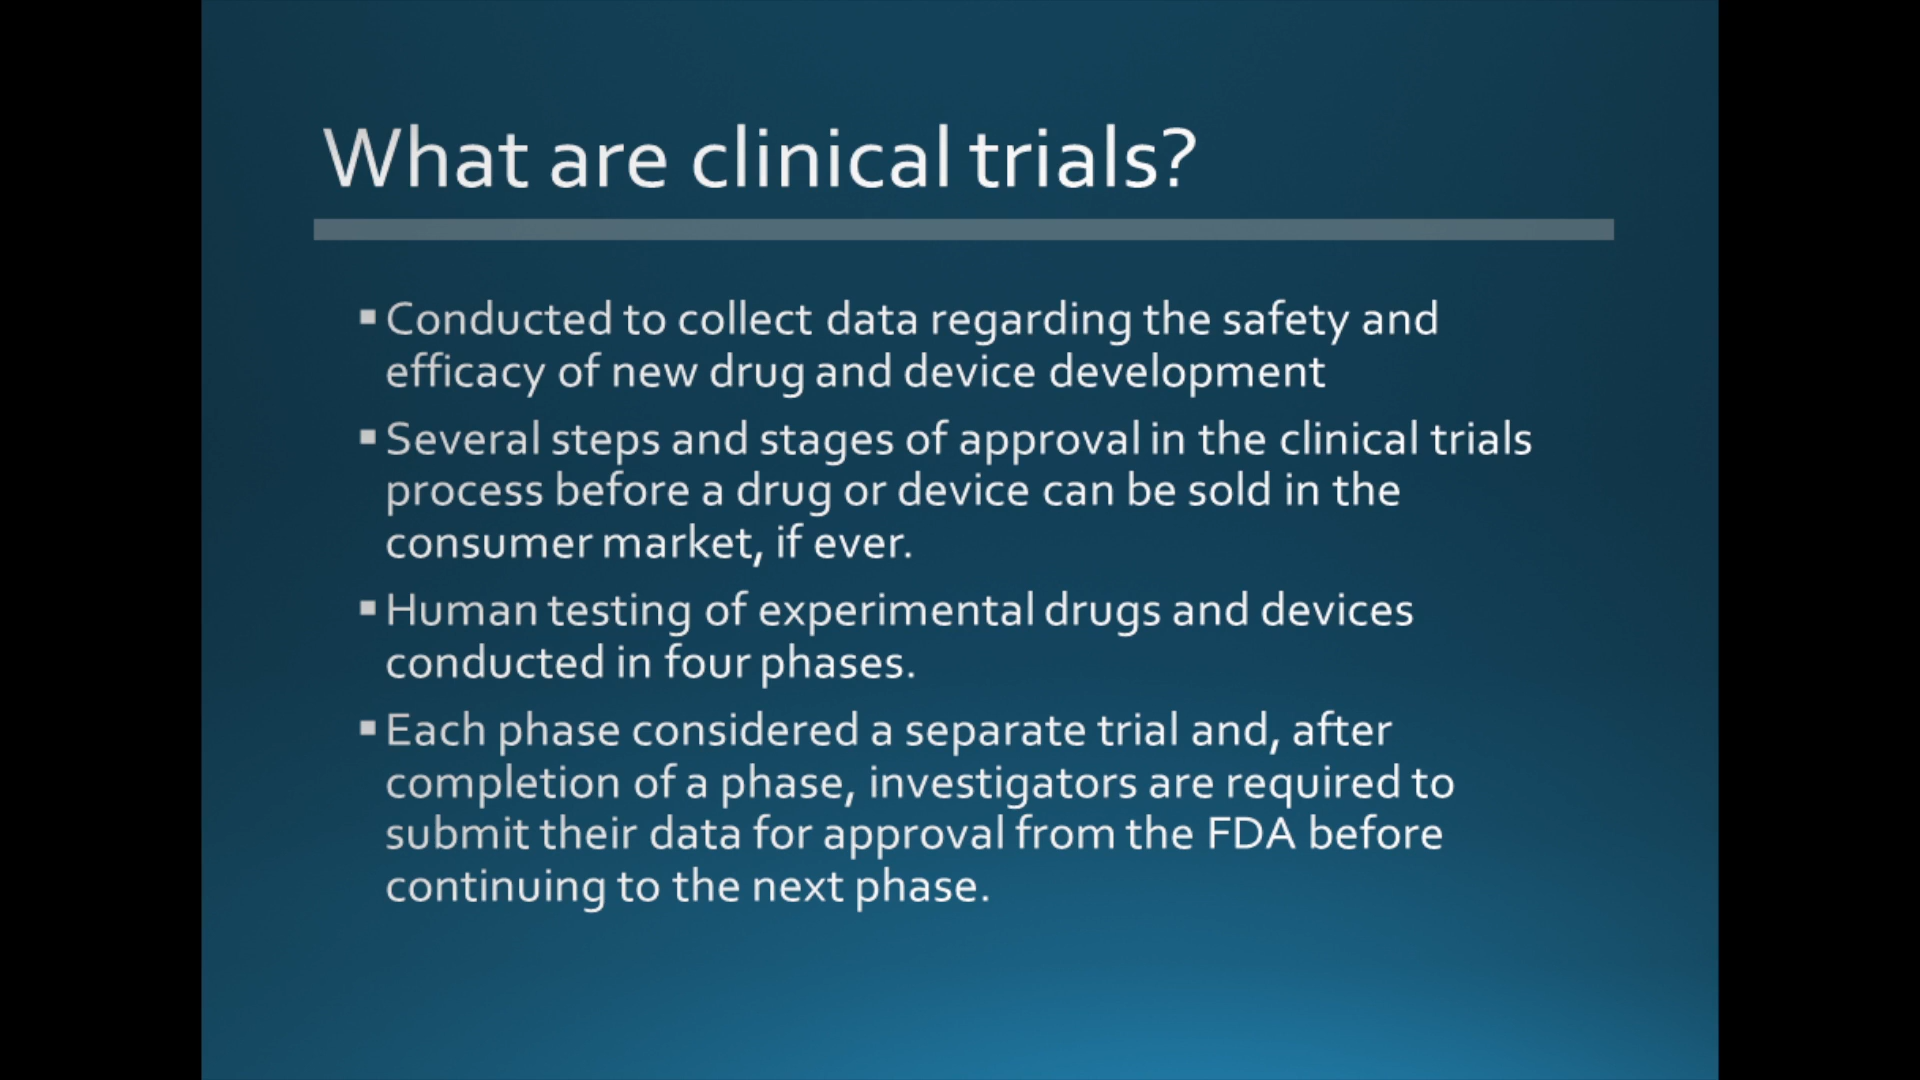 What are clinical trials?
▪ Conducted to collect data regarding the safety and
efficacy of new drug and device development
▪ Several steps and stages of approval in the clinical trials
process before a drug or device can be sold in the
consumer market, if ever.
▪ Human testing of experimental drugs and devices
conducted in four phases.
▪ Each phase considered a separate trial and, after
completion of a phase, investigators are required to
submit their data for approval from the FDA before
continuing to the next phase.